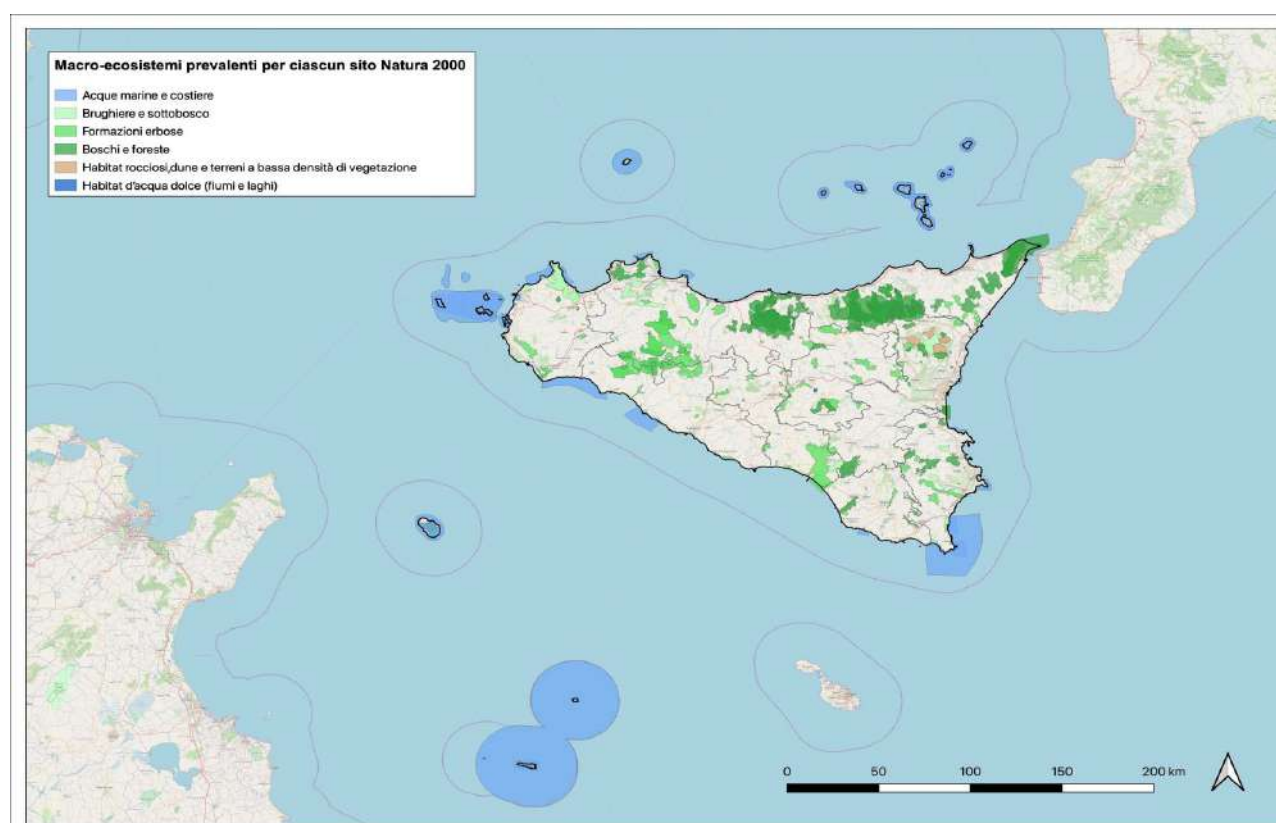 Macro-ecosistemi prevalenti per ciascun sito Natura 2000
Acque marine e costiere
Brughiere e sottobosco
Formazioni erbose
Boschi e foreste
Habitat rocciosi,dune e terreni a bassa densità di vegetazione
Habitat d'acqua dolce (fiumi e laghi)
0 50 100 150 200 km